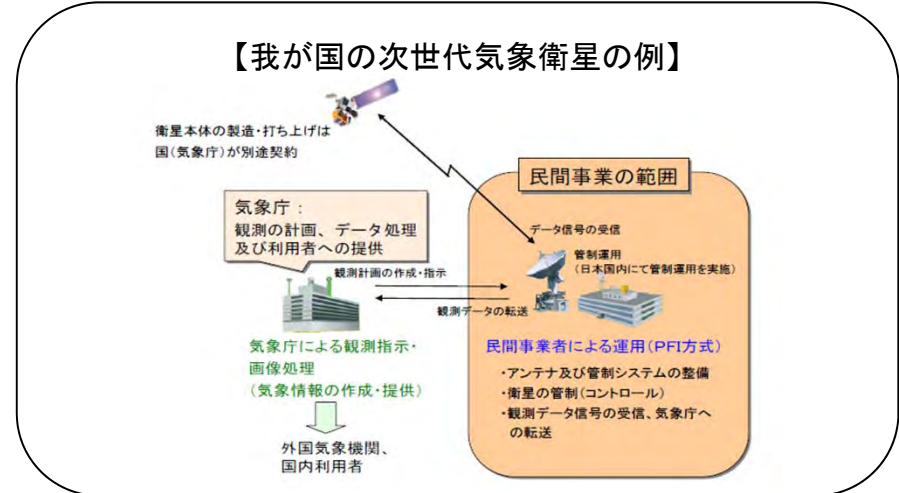 【我が国の次世代気象衛星の例】
衛星本体の製造・打ち上げは
国(気象庁)が別途契約
民間事業の範囲
気象庁：
観測の計画、データ処理
及び利用者への提供
データ信号の受信
管制運用
(日本国内にて管制運用を実施)
観測計画の作成・指示
観測データの転送
気象庁による観測指示・
画像処理
(気象情報の作成・提供)
民間事業者による運用(PFI方式)
・アンテナ及び管制システムの整備
・衛星の管制(コントロール)
・観測データ信号の受信、気象庁へ
の転送
外国気象機関、
国内利用者